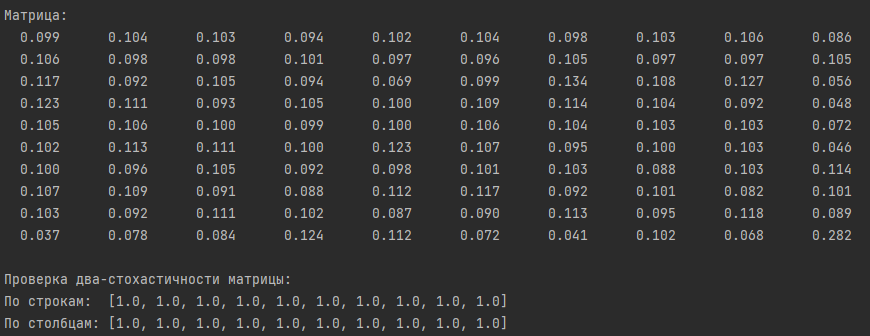 Матрица:
0.099 0.104 0.103 0.094 0.102 0.104 0.098 0.103 0.106 0.086
0.106 0.098 0.098 0.101 0.097 0.096 0.105 0.097 0.097 0.105
0.117 0.092 0.105 0.094 0.069 0.099 0.134 0.108 0.127 0.056
0.123 0.111 0.093 0.105 0.100 0.109 0.114 0.104 0.092 0.048
0.105 0.106 0.100 0.099 0.100 0.106 0.104 0.103 0.103 0.072
0.102 0.113 0.111 0.100 0.123 0.107 0.095 0.100 0.103 0.046
0.100 0.096 0.105 0.092 0.098 0.101 0.103 0.088 0.103 0.114
0.107 0.109 0.091 0.088 0.112 0.117 0.092 0.101 0.082 0.101
0.103 0.092 0.111 0.102 0.087 0.090 0.113 0.095 0.118 0.089
0.037 0.078 0.084 0.124 0.112 0.072 0.041 0.102 0.068 0.282
Проверка два-стохастичности матрицы:
По строкам: [1.0, 1.0, 1.0, 1.0, 1.0, 1.0, 1.0, 1.0, 1.0, 1.0]
По столбцам: [1.0, 1.0, 1.0, 1.0, 1.0, 1.0, 1.0, 1.0, 1.0, 1.0]